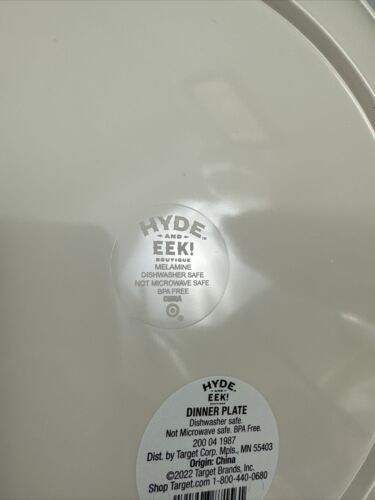 HYDE
AND
EEK!
BOUTIQUE
MELAMINE
DISHWASHER SAFE
NOT MICROWAVE SAFE
BPA FREE
CHINA
HYDE
AND
EEK!
BOUTIQUE
DINNER PLATE
Dishwasher safe.
Not Microwave safe. BPA Free.
200 04 1987
Dist. by Target Corp. Mpls., MN 55403
Origin: China
©2022 Target Brands, Inc.
Shop Target.com 1-800-440-0680